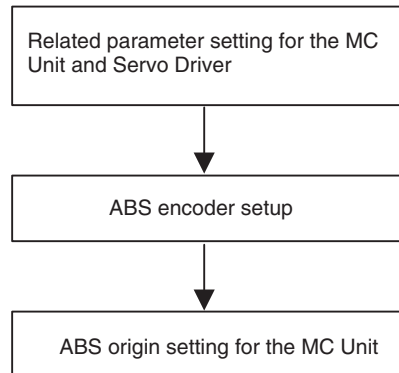 Related parameter setting for the MC
Unit and Servo Driver
ABS encoder setup
ABS origin setting for the MC Unit